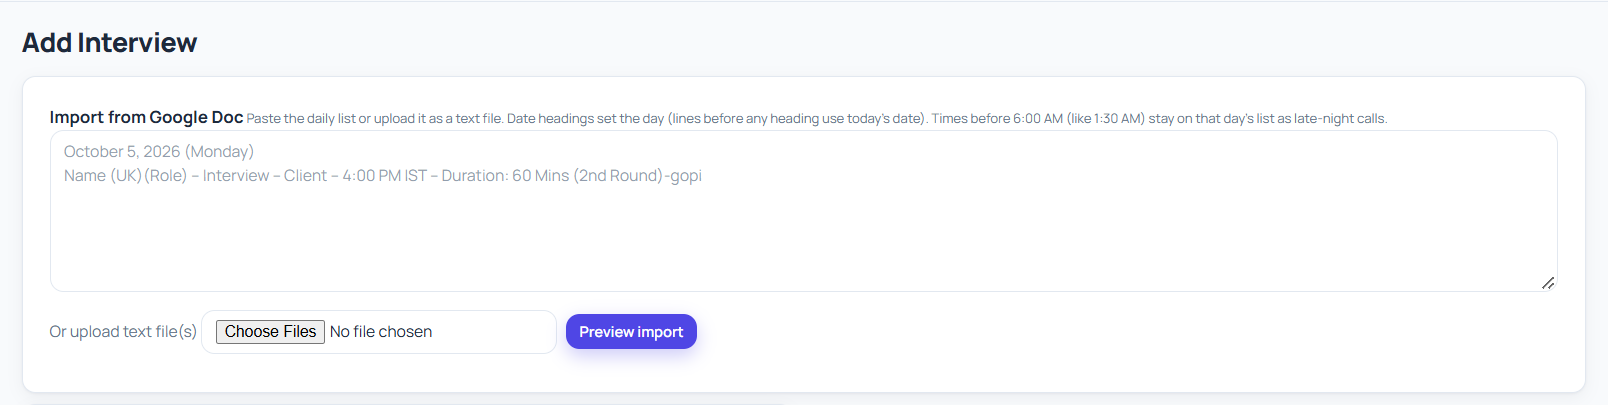 Add Interview
Import from Google Doc Paste the daily list or upload it as a text file. Date headings set the day (lines before any heading use today's date). Times before 6:00 AM (like 1:30 AM) stay on that day's list as late-night calls.
October 5, 2026 (Monday)
Name (UK)(Role) – Interview – Client – 4:00 PM IST – Duration: 60 Mins (2nd Round)-gopi
Or upload text file(s) Choose Files No file chosen Preview import